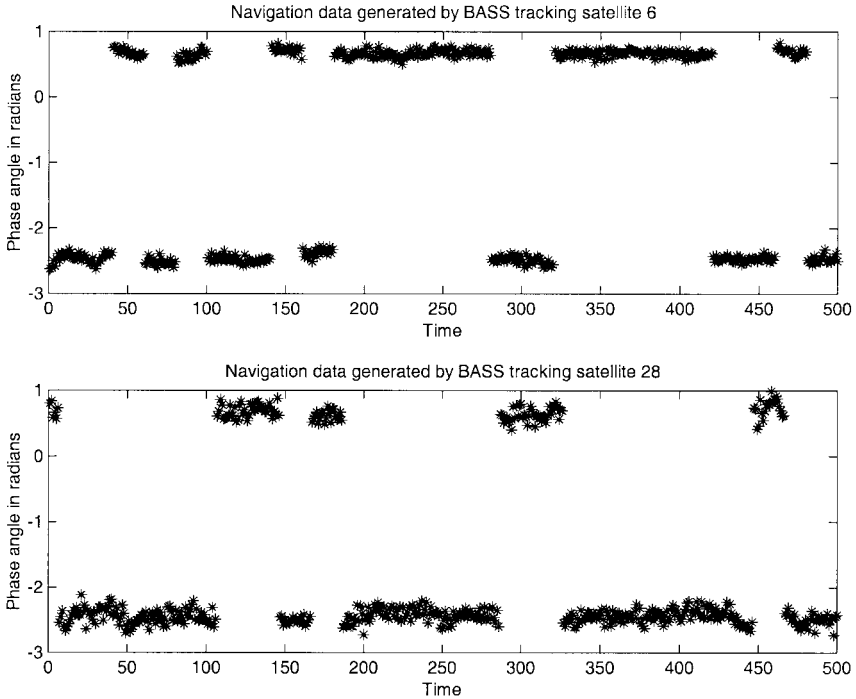 Navigation data generated by BASS tracking satellite 6
1
0
-1
-2
-3
Phase angle in radians
0 50 100 150 200 250 300 350 400 450 500
Time
Navigation data generated by BASS tracking satellite 28
1
0
-1
-2
-3
Phase angle in radians
0 50 100 150 200 250 300 350 400 450 500
Time